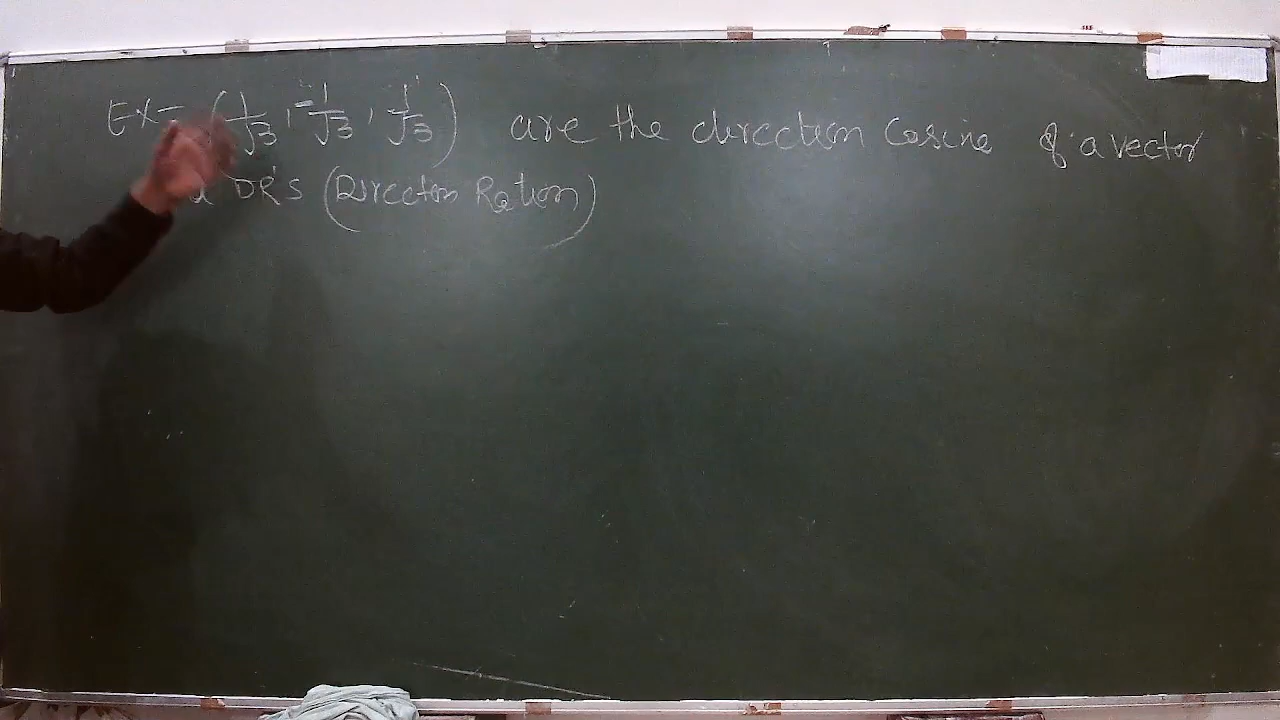 Ex- (1/√3, -1/√3, 1/√3) are the direction Cosine of a vector
DR'S (Direction Ration)